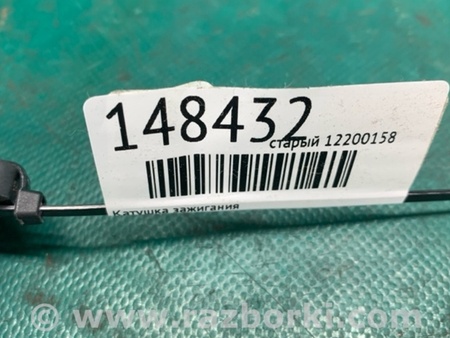 148432
старый 12200158
Катушка зажигания
© www.razborki.com